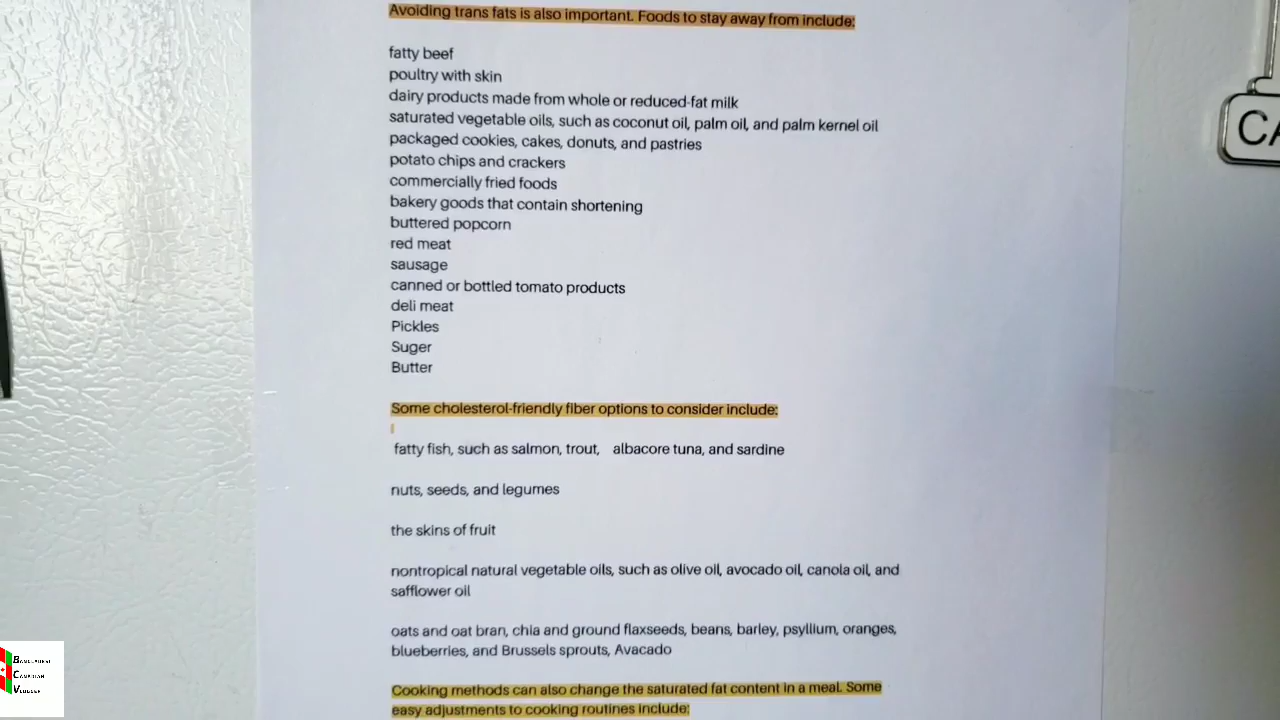 Avoiding trans fats is also important. Foods to stay away from include:
fatty beef
poultry with skin
dairy products made from whole or reduced-fat milk
saturated vegetable oils, such as coconut oil, palm oil, and palm kernel oil
packaged cookies, cakes, donuts, and pastries
potato chips and crackers
commercially fried foods
bakery goods that contain shortening
buttered popcorn
red meat
sausage
canned or bottled tomato products
deli meat
Pickles
Suger
Butter
Some cholesterol-friendly fiber options to consider include:
fatty fish, such as salmon, trout, albacore tuna, and sardine
nuts, seeds, and legumes
the skins of fruit
nontropical natural vegetable oils, such as olive oil, avocado oil, canola oil, and
safflower oil
oats and oat bran, chia and ground flaxseeds, beans, barley, psyllium, oranges,
blueberries, and Brussels sprouts, Avacado
Cooking methods can also change the saturated fat content in a meal. Some
easy adjustments to cooking routines include:
CA
Bangladesi
Canadian
Vlogger